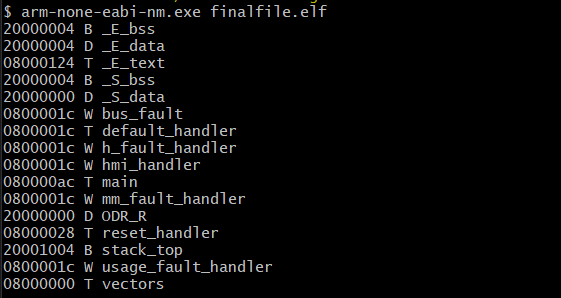 $ arm-none-eabi-nm.exe finalfile.elf
20000004 B _E_bss
20000004 D _E_data
08000124 T _E_text
20000004 B _S_bss
20000000 D _S_data
0800001c W bus_fault
0800001c T default_handler
0800001c W h_fault_handler
0800001c W hmi_handler
080000ac T main
0800001c W mm_fault_handler
20000000 D ODR_R
08000028 T reset_handler
20001004 B stack_top
0800001c W usage_fault_handler
08000000 T vectors